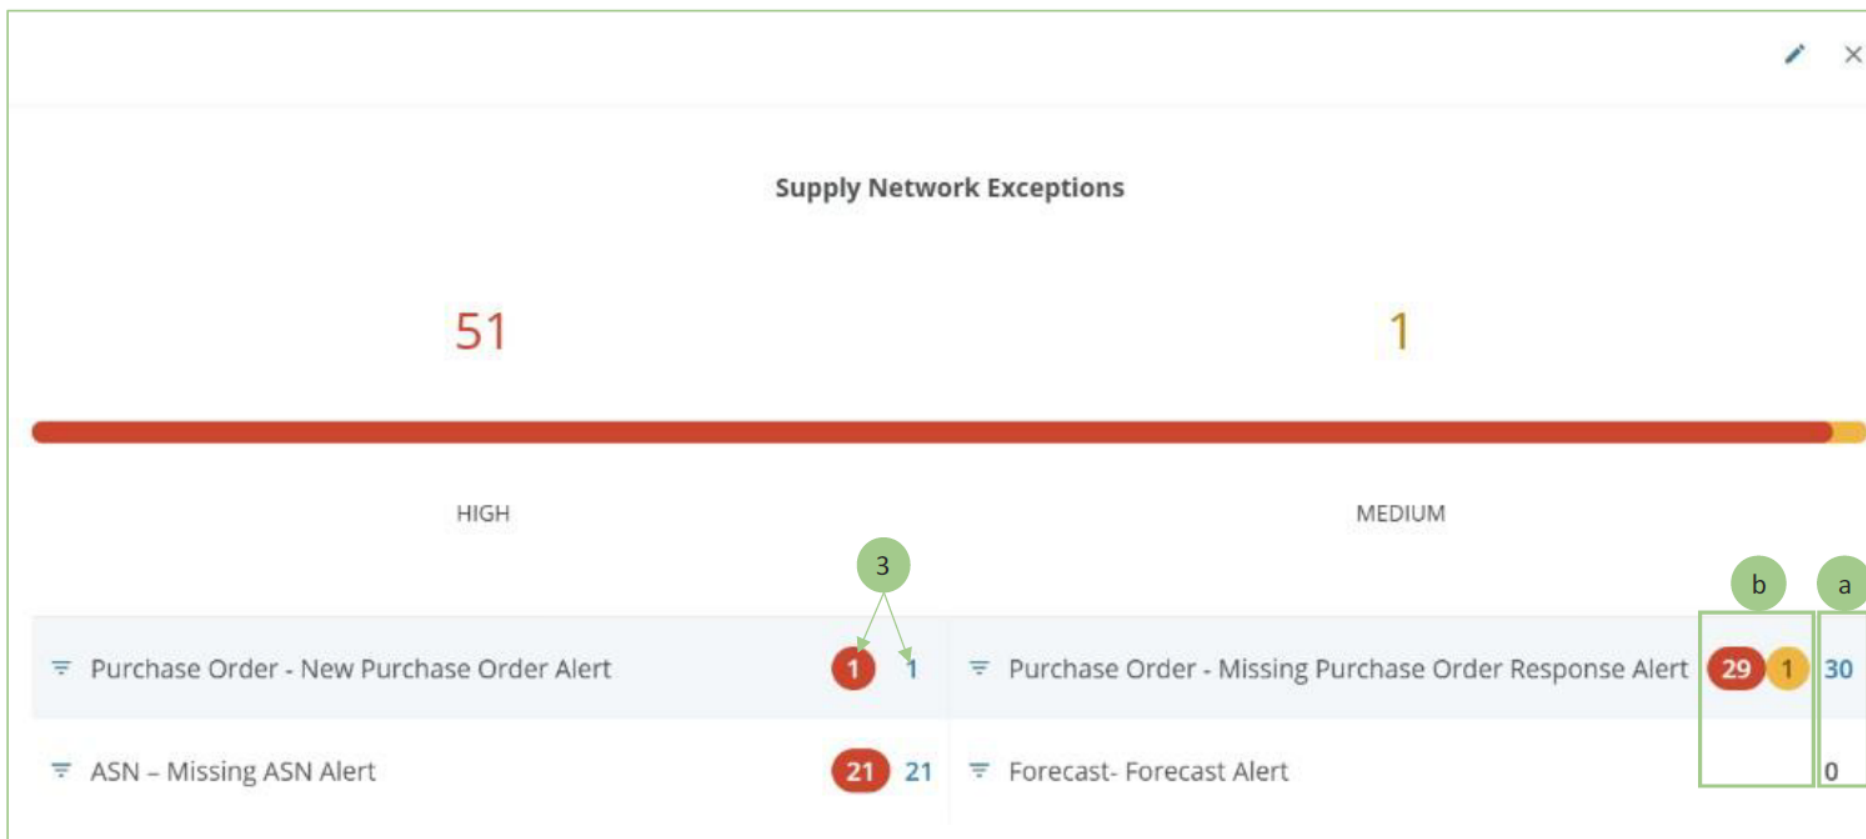 Supply Network Exceptions
51 1
HIGH MEDIUM
3 b a
Purchase Order - New Purchase Order Alert 1 1 Purchase Order - Missing Purchase Order Response Alert 29 1 30
ASN – Missing ASN Alert 21 21 Forecast- Forecast Alert 0